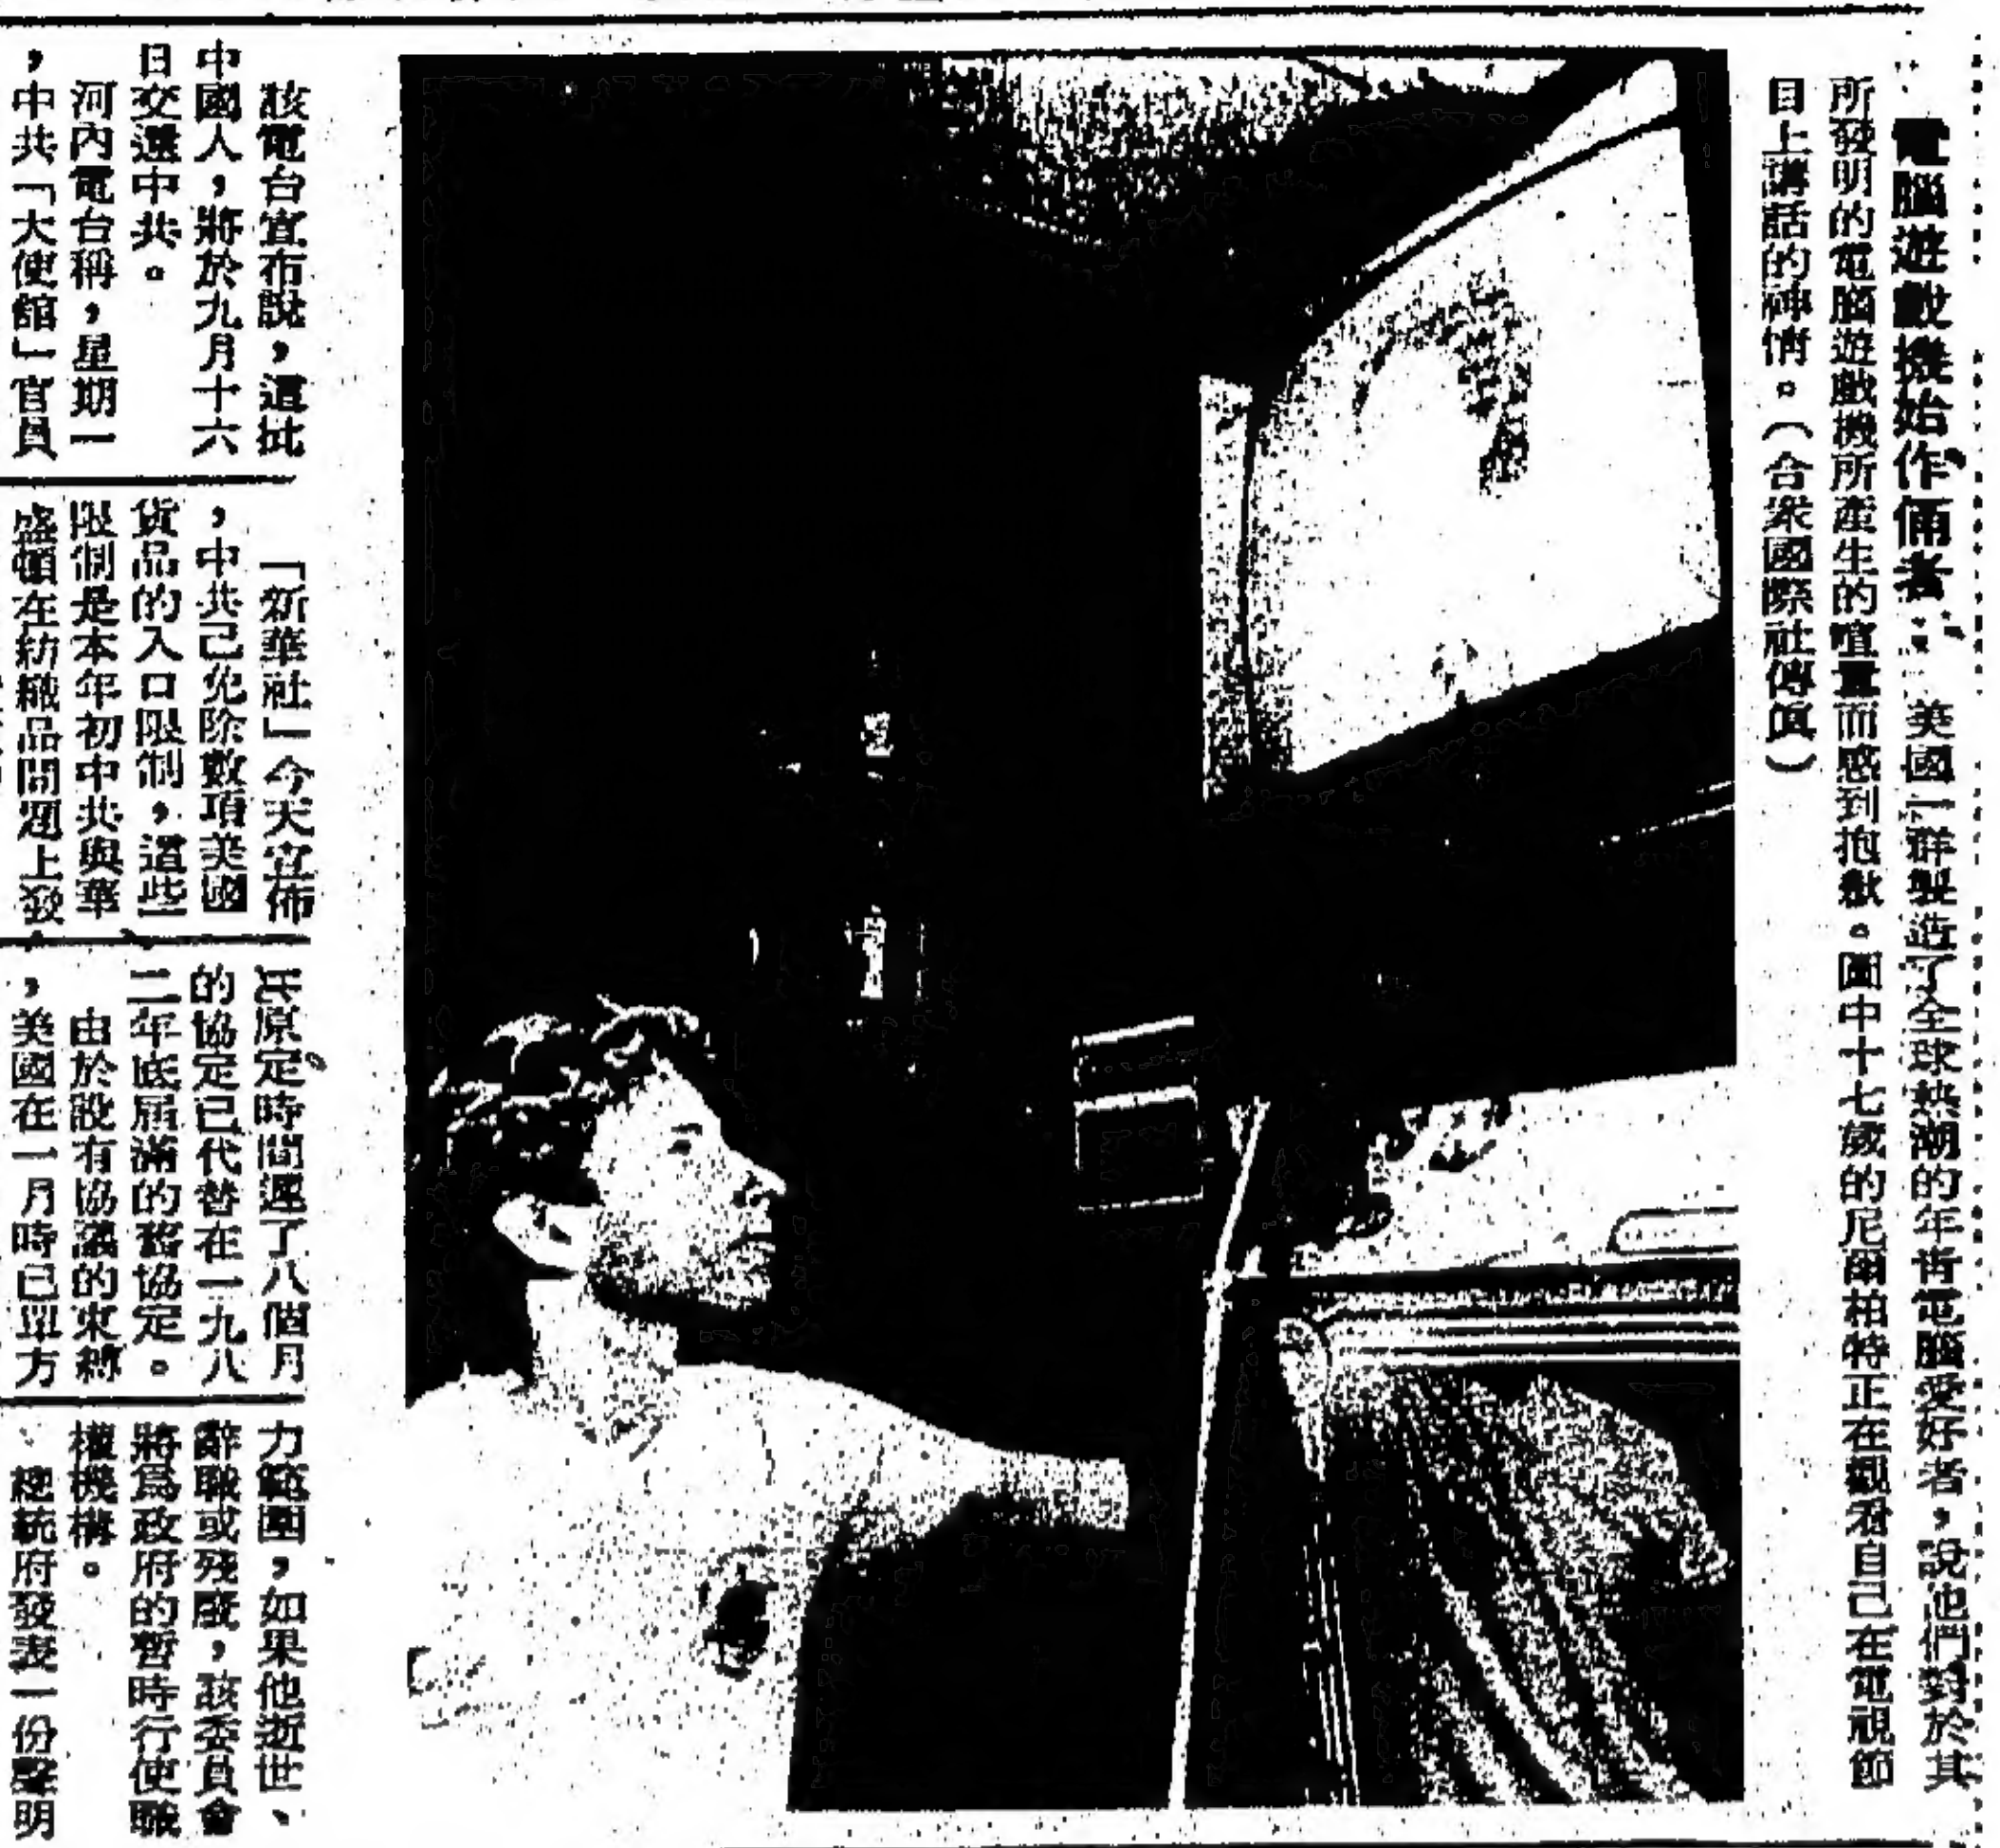 電腦遊戲機始作俑者：美國一群製造了全球熱潮的年青電腦愛好者，說他們對於其
所發明的電腦遊戲機所產生的喧量而感到抱歉。圖中十七歲的尼爾柏特正在觀看自己在電視節
目上講話的神情。（合眾國際社傳真）
該電台宣布說，這批
中國人，將於九月十六
日交還中共。
河內電台稱，星期一
，中共「大使館」官員
「新華社」今天宣佈
，中共已免除數項美國
貨品的入口限制，這些
限制是本年初中共與華
盛頓在紡織品問題上發
原定時間遲了八個月
的協定已代替在一九八
二年底屆滿的舊協定。
由於設有協議的束縛
，美國在一月時已單方
力範圍，如果他逝世、
辭職或殘廢，該委員會
將爲政府的暫時行使職
權機構。
總統府發表一份聲明